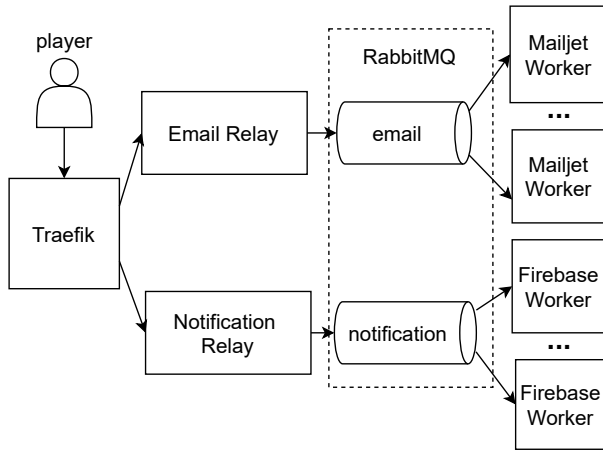 player
Traefik
Email Relay
Notification
Relay
RabbitMQ
email
notification
Mailjet
Worker
...
Mailjet
Worker
Firebase
Worker
...
Firebase
Worker